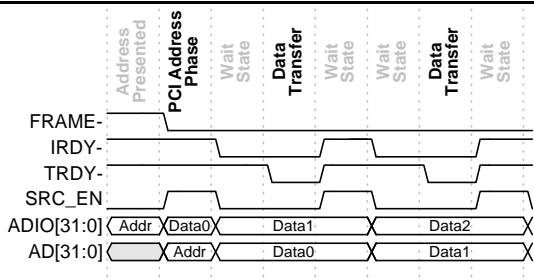 Address Presented
PCI Address Phase
Wait State
Data Transfer
Wait State
Wait State
Data Transfer
Wait State
FRAME-
IRDY-
TRDY-
SRC_EN
ADIO[31:0] Addr Data0 Data1 Data2
AD[31:0] Addr Data0 Data1